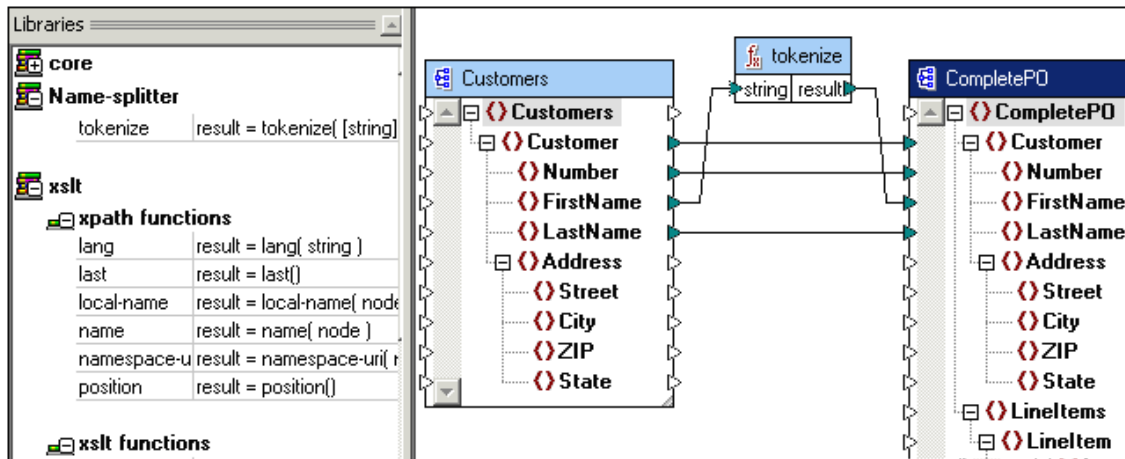 Libraries
core
Name-splitter
tokenize result = tokenize( [string]
xslt
xpath functions
lang result = lang( string )
last result = last()
local-name result = local-name( node
name result = name( node )
namespace-u result = namespace-uri( r
position result = position()
xslt functions
Customers
Customers
Customer
Number
FirstName
LastName
Address
Street
City
ZIP
State
fx tokenize
string result
CompletePO
CompletePO
Customer
Number
FirstName
LastName
Address
Street
City
ZIP
State
LineItems
LineItem